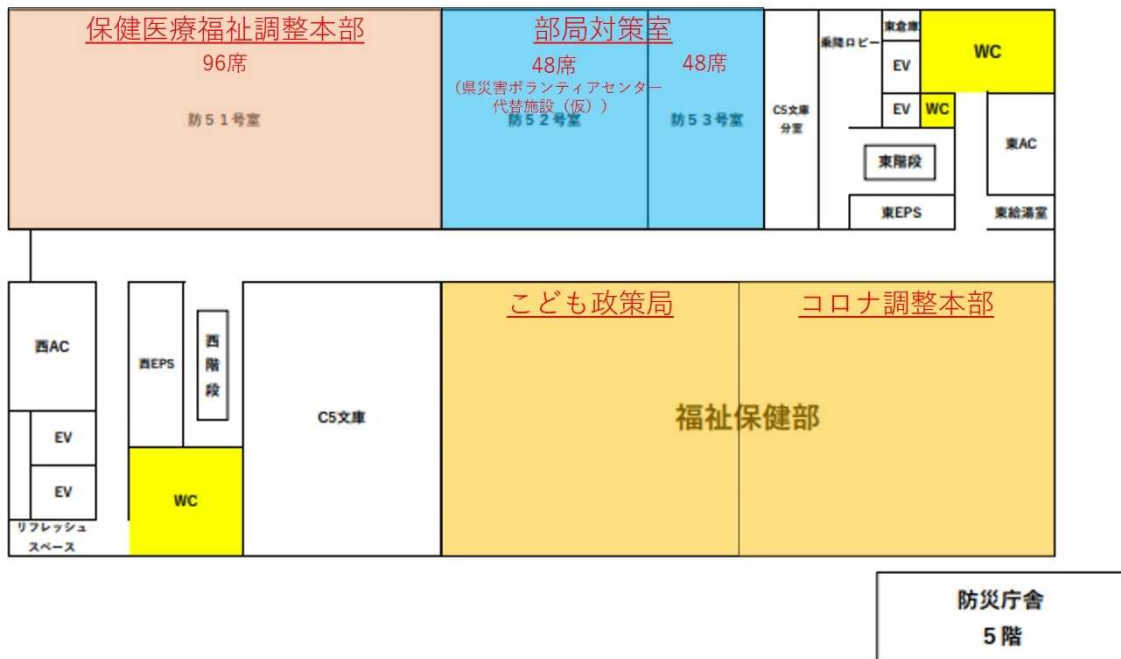 保健医療福祉調整本部
96席
防51号室
部局対策室
48席
48席
(県災害ボランティアセンター
代替施設(仮))
防52号室
防53号室
C5文庫
分室
乗降ロビー
東倉庫
EV
EV
WC
WC
東AC
東階段
東EPS
東給湯室
西AC
EV
EV
リフレッシュ
スペース
西EPS
西階段
WC
C5文庫
こども政策局
コロナ調整本部
福祉保健部
防災庁舎
5階